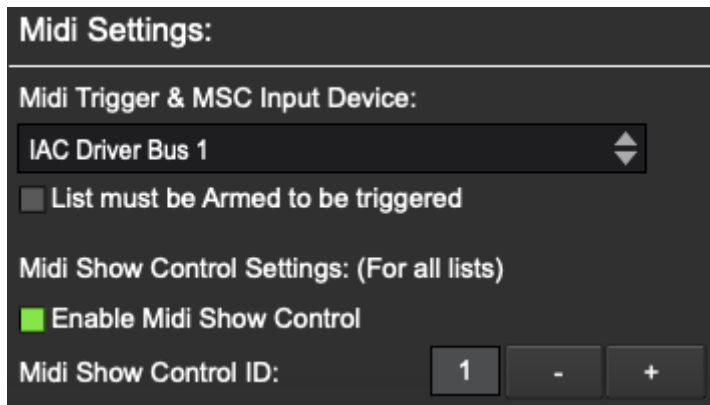 Midi Settings:
Midi Trigger & MSC Input Device:
IAC Driver Bus 1
List must be Armed to be triggered
Midi Show Control Settings: (For all lists)
Enable Midi Show Control
Midi Show Control ID: 1 - +